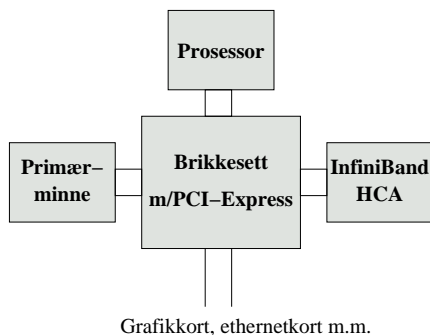 Prosessor
Primær–
minne
Brikkesett
m/PCI–Express
InfiniBand
HCA
Grafikkort, ethernetkort m.m.